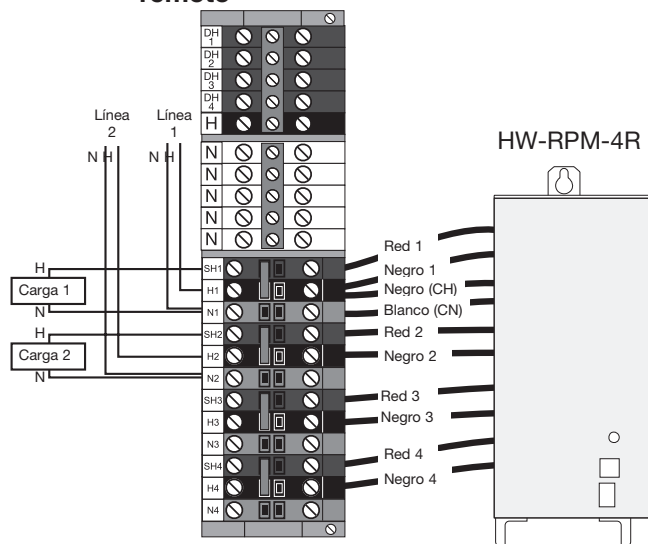 remoto
DH
1
DH
2
DH
3
DH
4
H
N
N
N
N
N
Línea
2
Línea
1
N H
N H
HW-RPM-4R
H
Carga 1
N
H
Carga 2
N
SH1
H1
N1
SH2
H2
N2
SH3
H3
N3
SH4
H4
N4
Red 1
Negro 1
Negro (CH)
Blanco (CN)
Red 2
Negro 2
Red 3
Negro 3
Red 4
Negro 4